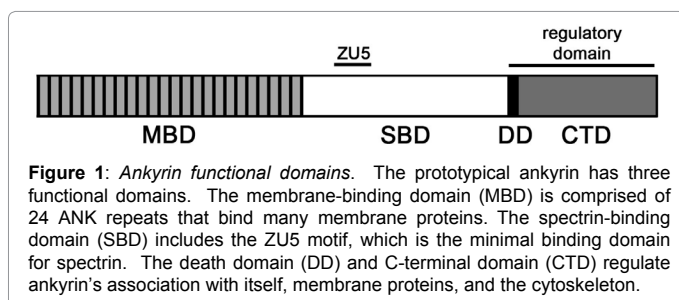 regulatory
domain
ZU5
MBD SBD DD CTD
Figure 1: Ankyrin functional domains. The prototypical ankyrin has three
functional domains. The membrane-binding domain (MBD) is comprised of
24 ANK repeats that bind many membrane proteins. The spectrin-binding
domain (SBD) includes the ZU5 motif, which is the minimal binding domain
for spectrin. The death domain (DD) and C-terminal domain (CTD) regulate
ankyrin's association with itself, membrane proteins, and the cytoskeleton.